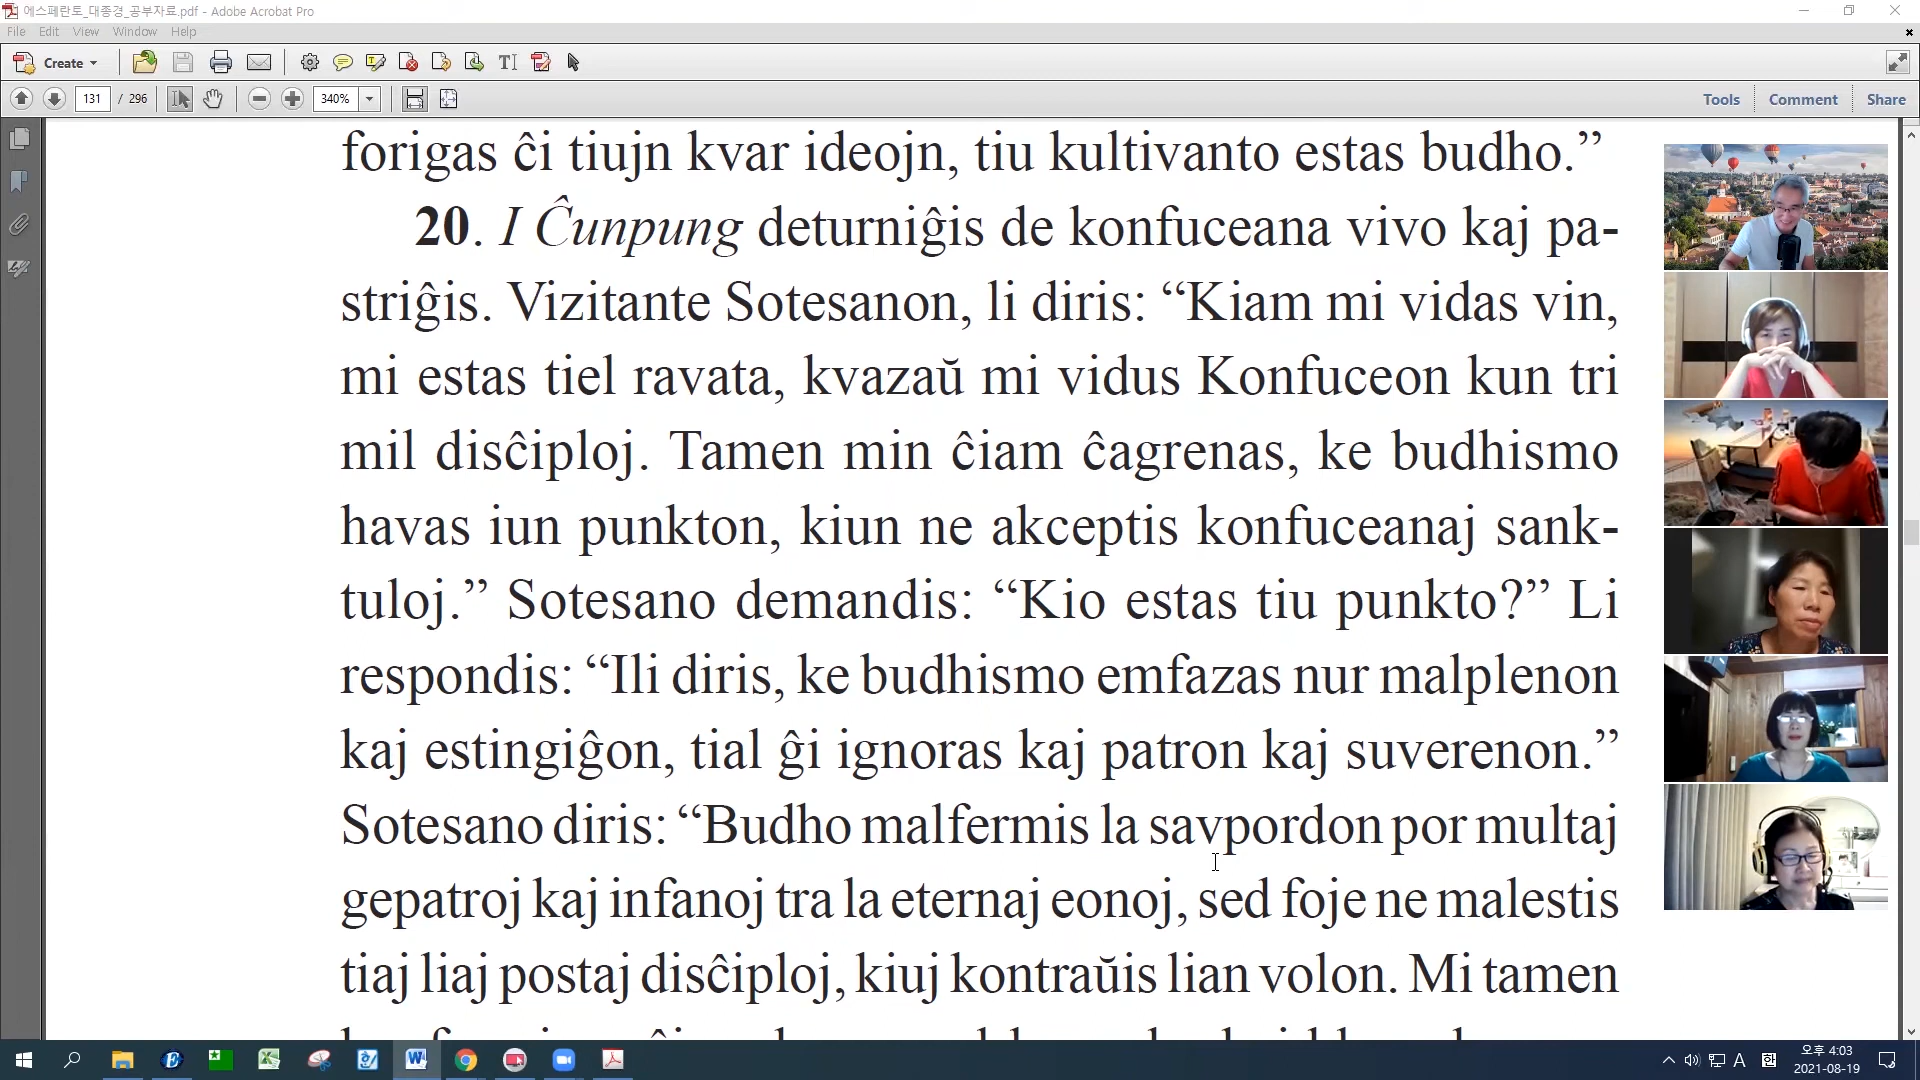 에스페란토_대종경_공부자료.pdf - Adobe Acrobat Pro
File Edit View Window Help
Create
131 / 296 340% Tools Comment Share
forigas ĉi tiujn kvar ideojn, tiu kultivanto estas budho.”
20. I Ĉunpung deturniĝis de konfuceana vivo kaj pa-
striĝis. Vizitante Sotesanon, li diris: “Kiam mi vidas vin,
mi estas tiel ravata, kvazaŭ mi vidus Konfuceon kun tri
mil disĉiploj. Tamen min ĉiam ĉagrenas, ke budhismo
havas iun punkton, kiun ne akceptis konfuceanaj sank-
tuloj.” Sotesano demandis: “Kio estas tiu punkto?” Li
respondis: “Ili diris, ke budhismo emfazas nur malplenon
kaj estingiĝon, tial ĝi ignoras kaj patron kaj suverenon.”
Sotesano diris: “Budho malfermis la savpordon por multaj
gepatroj kaj infanoj tra la eternaj eonoj, sed foje ne malestis
tiaj liaj postaj disĉiploj, kiuj kontraŭis lian volon. Mi tamen
A 한 오후 4:03
2021-08-19